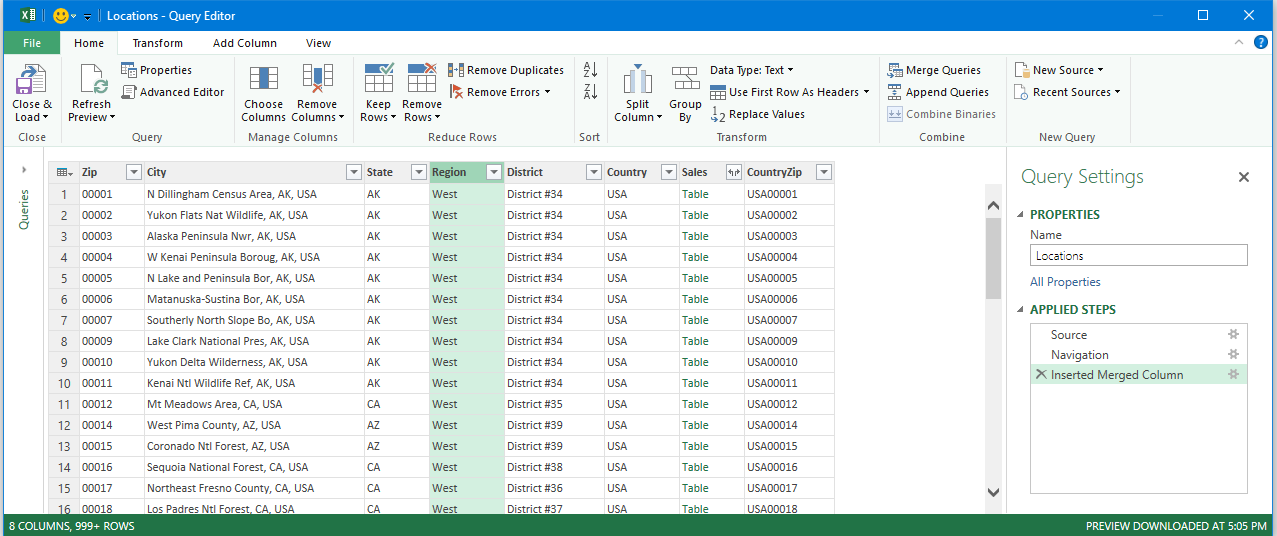 Locations - Query Editor
File Home Transform Add Column View
Close & Load
Refresh Preview
Properties
Advanced Editor
Choose Columns
Remove Columns
Keep Rows
Remove Rows
Remove Duplicates
Remove Errors
A Z
Z A
Split Column
Group By
Data Type: Text
Use First Row As Headers
1 2 Replace Values
Merge Queries
Append Queries
Combine Binaries
New Source
Recent Sources
Close Query Manage Columns Reduce Rows Sort Transform Combine New Query
Queries
Zip City State Region District Country Sales CountryZip
1 00001 N Dillingham Census Area, AK, USA AK West District #34 USA Table USA00001
2 00002 Yukon Flats Nat Wildlife, AK, USA AK West District #34 USA Table USA00002
3 00003 Alaska Peninsula Nwr, AK, USA AK West District #34 USA Table USA00003
4 00004 W Kenai Peninsula Boroug, AK, USA AK West District #34 USA Table USA00004
5 00005 N Lake and Peninsula Bor, AK, USA AK West District #34 USA Table USA00005
6 00006 Matanuska-Sustina Bor, AK, USA AK West District #34 USA Table USA00006
7 00007 Southerly North Slope Bo, AK, USA AK West District #34 USA Table USA00007
8 00009 Lake Clark National Pres, AK, USA AK West District #34 USA Table USA00009
9 00010 Yukon Delta Wilderness, AK, USA AK West District #34 USA Table USA00010
10 00011 Kenai Ntl Wildlife Ref, AK, USA AK West District #34 USA Table USA00011
11 00012 Mt Meadows Area, CA, USA CA West District #35 USA Table USA00012
12 00014 West Pima County, AZ, USA AZ West District #39 USA Table USA00014
13 00015 Coronado Ntl Forest, AZ, USA AZ West District #39 USA Table USA00015
14 00016 Sequoia National Forest, CA, USA CA West District #38 USA Table USA00016
15 00017 Northeast Fresno County, CA, USA CA West District #36 USA Table USA00017
16 00018 Los Padres Ntl Forest, CA, USA CA West District #37 USA Table USA00018
Query Settings
PROPERTIES
Name
Locations
All Properties
APPLIED STEPS
Source
Navigation
Inserted Merged Column
8 COLUMNS, 999+ ROWS
PREVIEW DOWNLOADED AT 5:05 PM